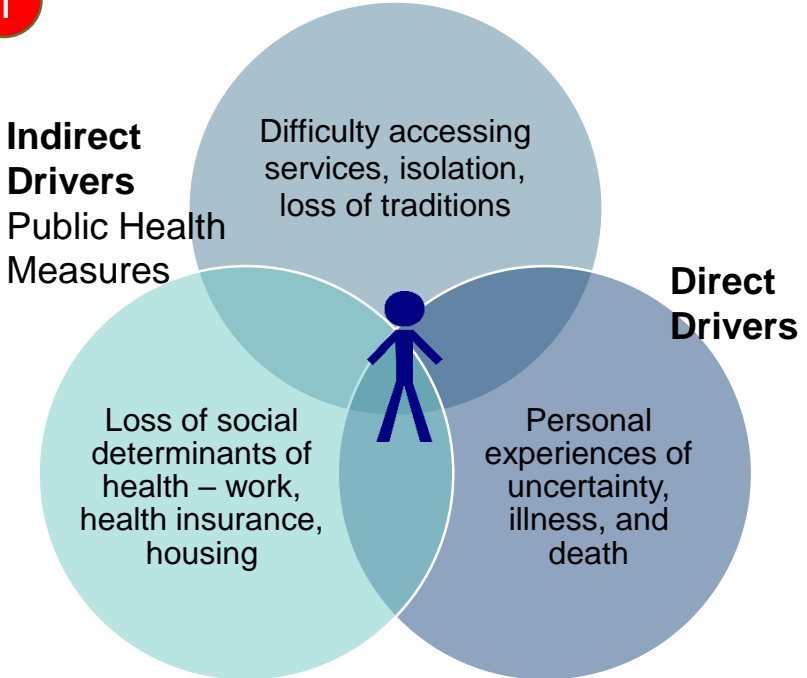 Indirect
Drivers
Public Health
Measures
Difficulty accessing
services, isolation,
loss of traditions
Direct
Drivers
Loss of social
determinants of
health – work,
health insurance,
housing
Personal
experiences of
uncertainty,
illness, and
death